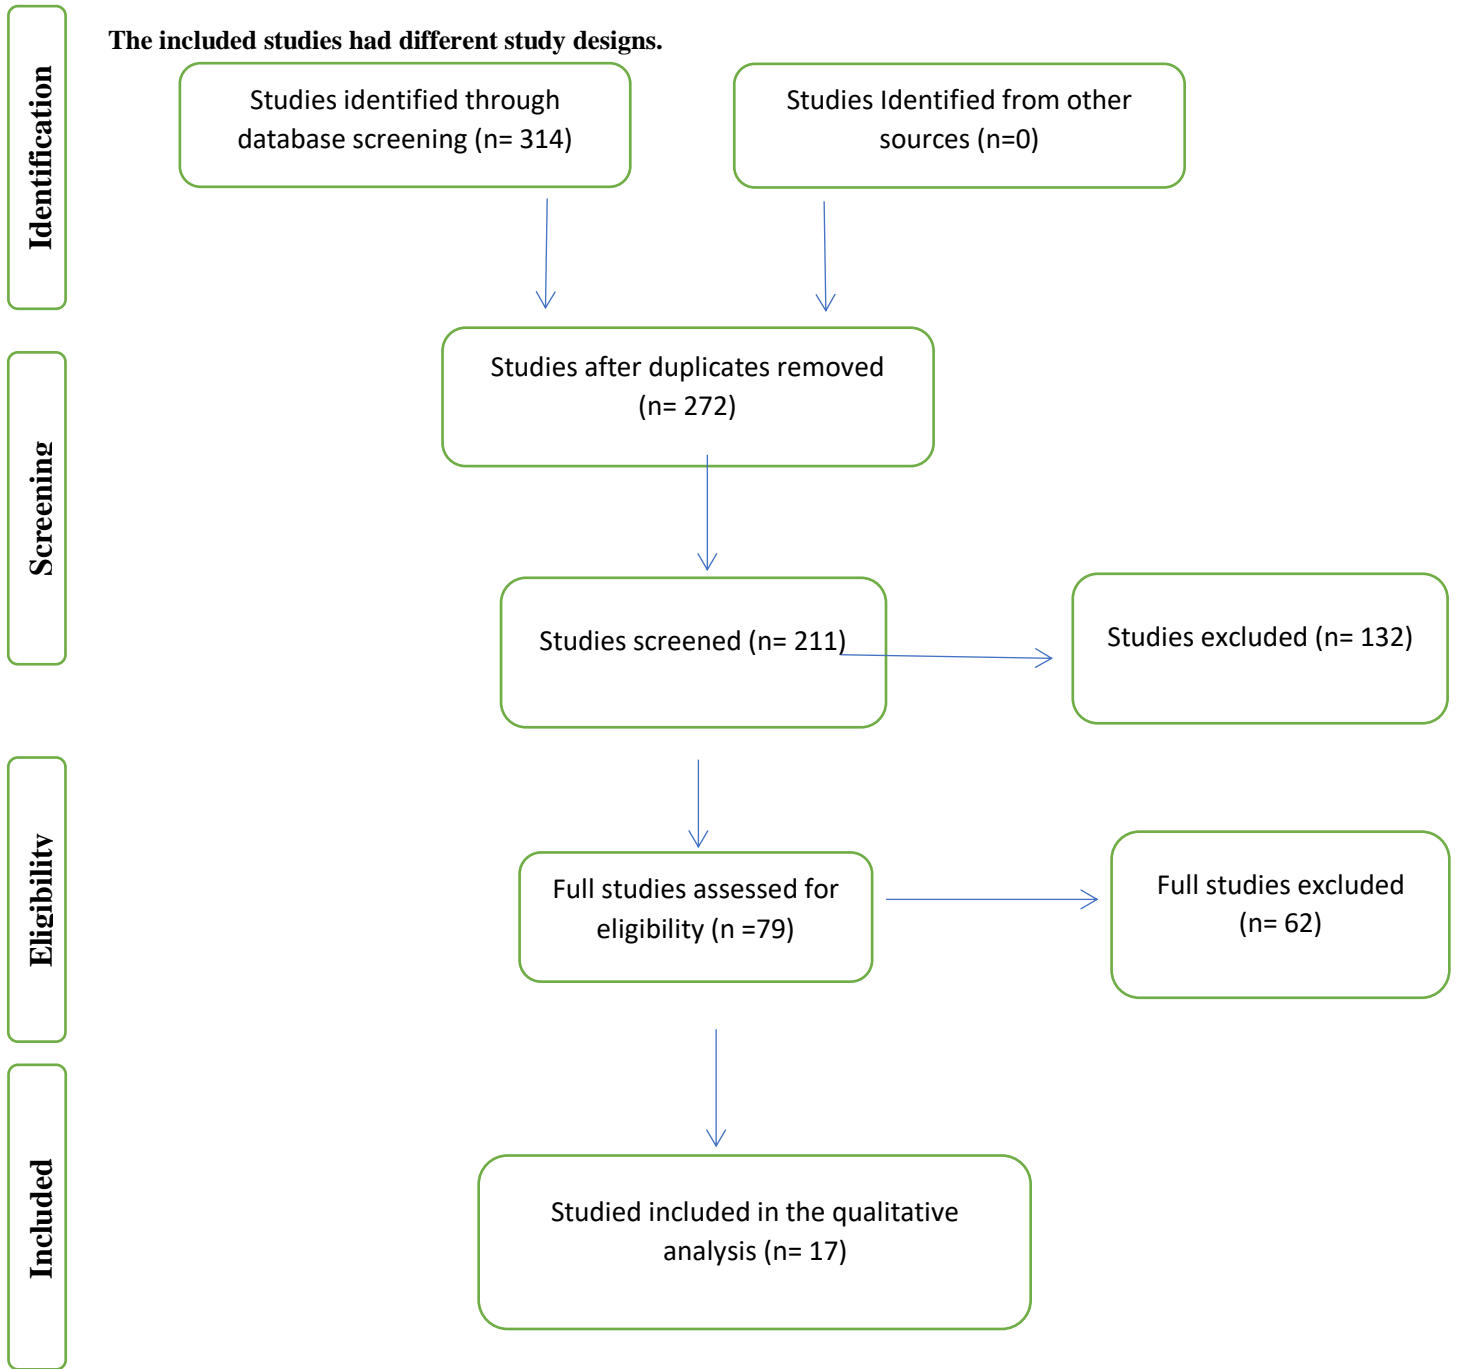 Identification
The included studies had different study designs.
Studies identified through
database screening (n= 314)
Studies Identified from other
sources (n=0)
Screening
Studies after duplicates removed
(n= 272)
Studies screened (n= 211)
Studies excluded (n= 132)
Eligibility
Full studies assessed for
eligibility (n =79)
Full studies excluded
(n= 62)
Included
Studied included in the qualitative
analysis (n= 17)